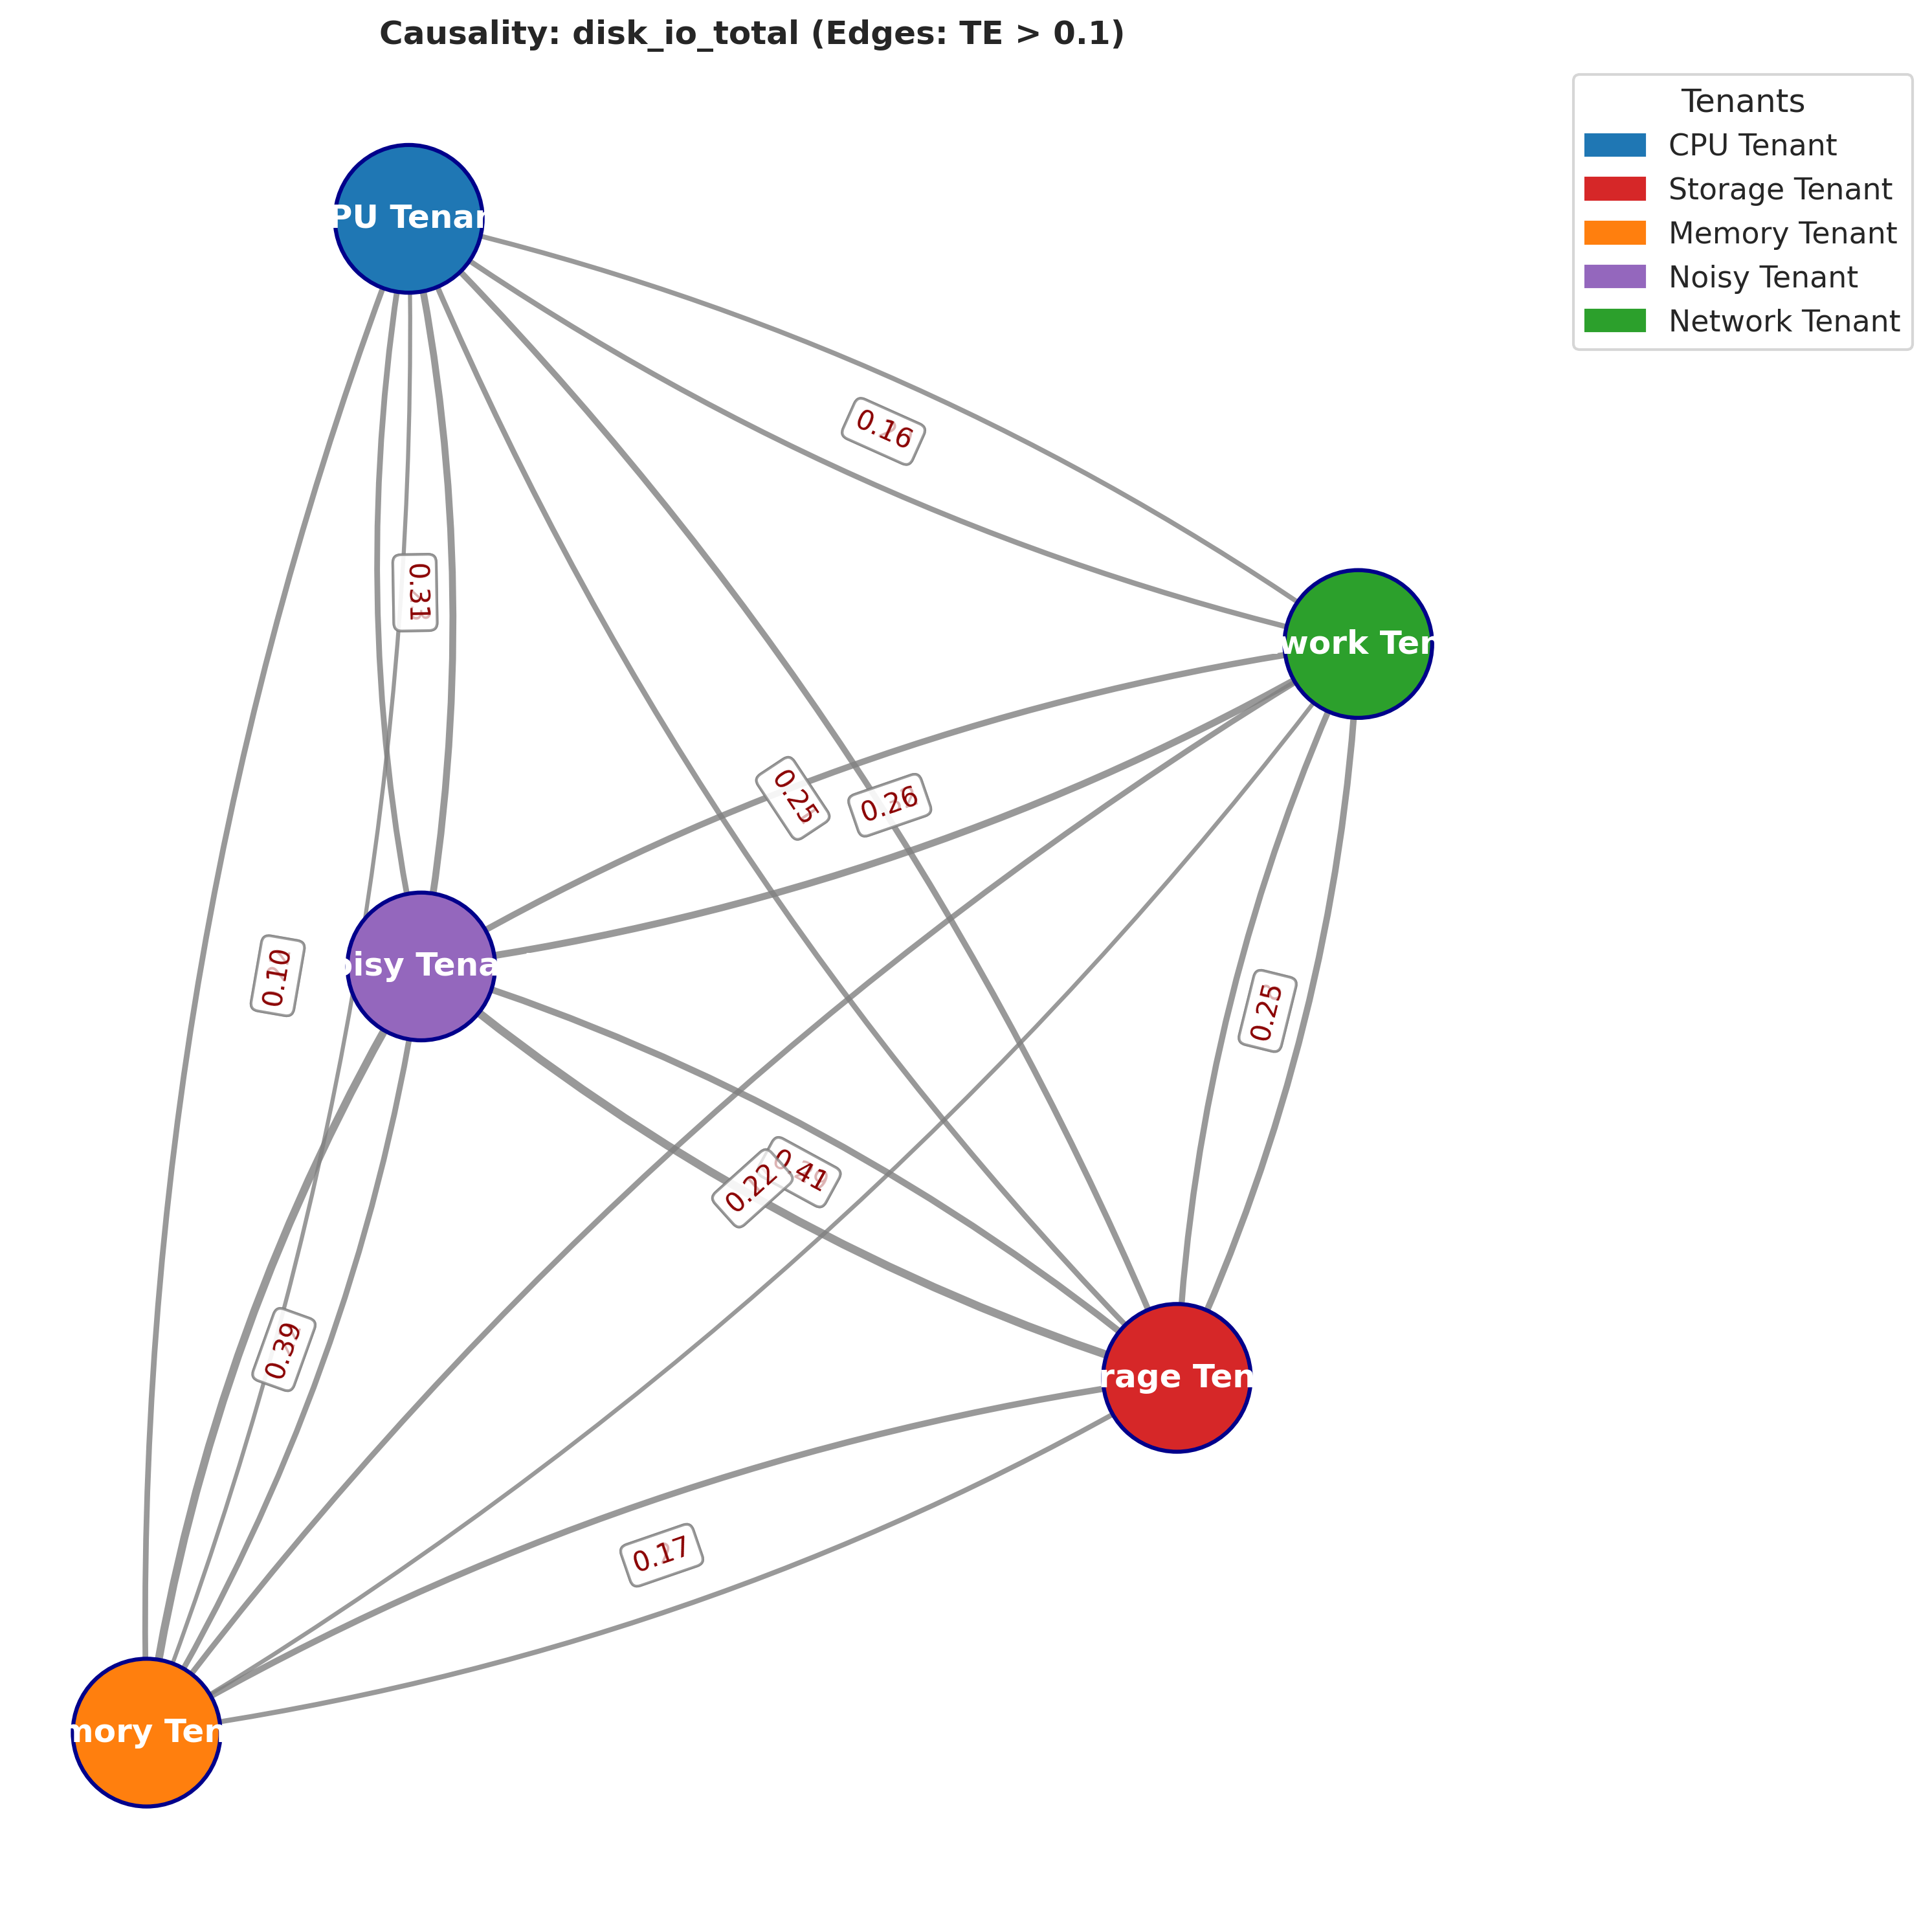 Causality: disk_io_total (Edges: TE > 0.1)
Tenants
CPU Tenant
Storage Tenant
Memory Tenant
Noisy Tenant
Network Tenant
PU Tenan
0.16
0.31
work Ten
0.25
0.26
oisy Tena
0.10
0.25
0.41
0.22
0.39
rage Ten
0.17
mory Ten